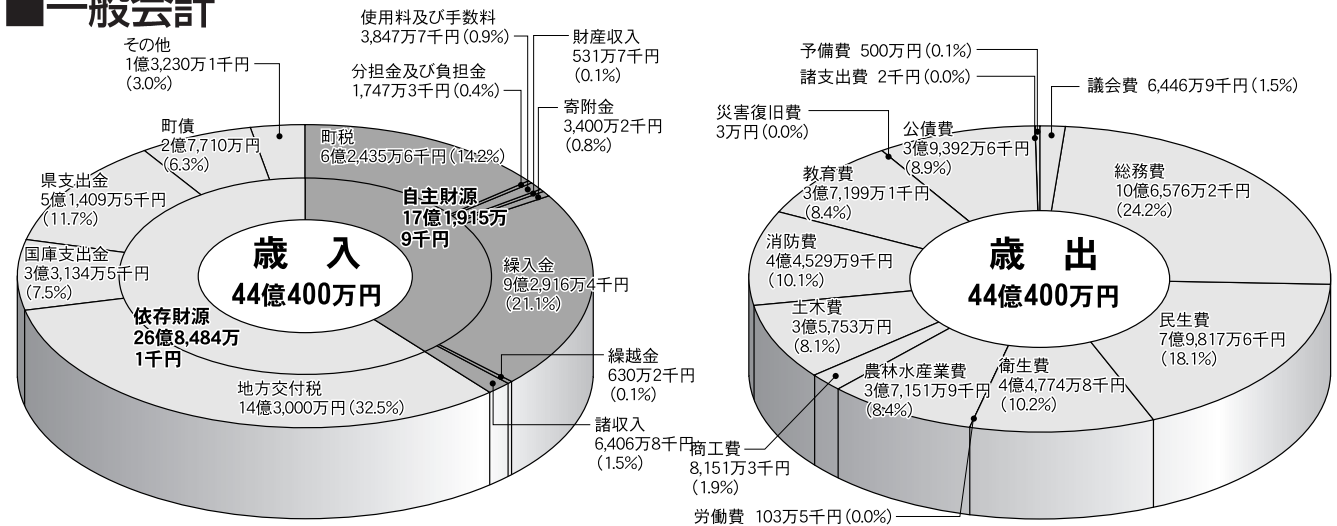 ■一般会計
使用料及び手数料
3,847万7千円(0.9%)
財産収入
531万7千円
(0.1%)
その他
1億3,230万1千円
(3.0%)
分担金及び負担金
1,747万3千円(0.4%)
寄附金
3,400万2千円
(0.8%)
町債
2億7,710万円
(6.3%)
町税
6億2,435万6千円(14.2%)
県支出金
5億1,409万5千円
(11.7%)
自主財源
17億1,915万
9千円
歳 入
44億400万円
国庫支出金
3億3,134万5千円
(7.5%)
繰入金
9億2,916万4千円
(21.1%)
依存財源
26億8,484万
1千円
繰越金
630万2千円
(0.1%)
地方交付税
14億3,000万円(32.5%)
諸収入
6,406万8千円
(1.5%)
予備費 500万円(0.1%)
諸支出費 2千円(0.0%)
議会費 6,446万9千円(1.5%)
災害復旧費
3万円(0.0%)
公債費
3億9,392万6千円
(8.9%)
教育費
3億7,199万1千円
(8.4%)
総務費
10億6,576万2千円
(24.2%)
消防費
4億4,529万9千円
(10.1%)
歳 出
44億400万円
土木費
3億5,753万円
(8.1%)
民生費
7億9,817万6千円
(18.1%)
農林水産業費
3億7,151万9千円
(8.4%)
衛生費
4億4,774万8千円
(10.2%)
商工費
8,151万3千円
(1.9%)
労働費 103万5千円(0.0%)